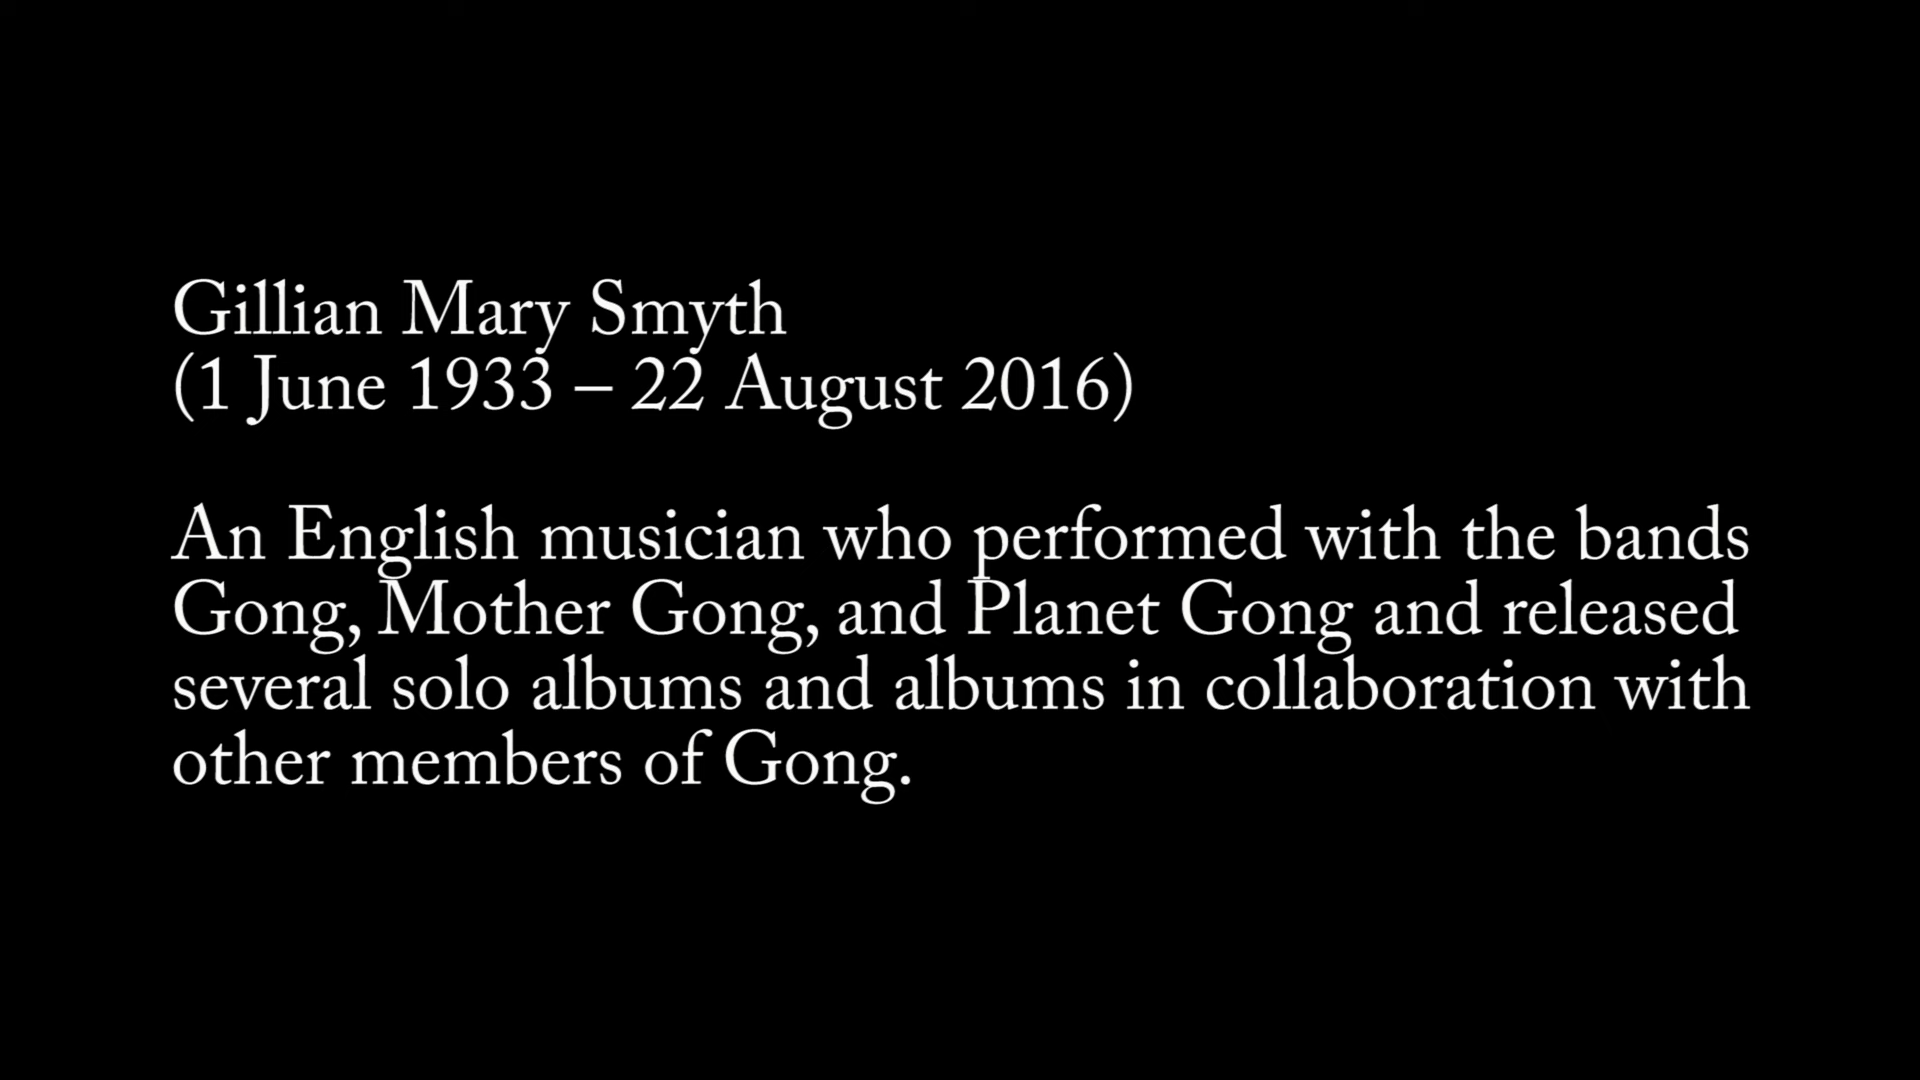 Gillian Mary Smyth
(1 June 1933 – 22 August 2016)
An English musician who performed with the bands
Gong, Mother Gong, and Planet Gong and released
several solo albums and albums in collaboration with
other members of Gong.